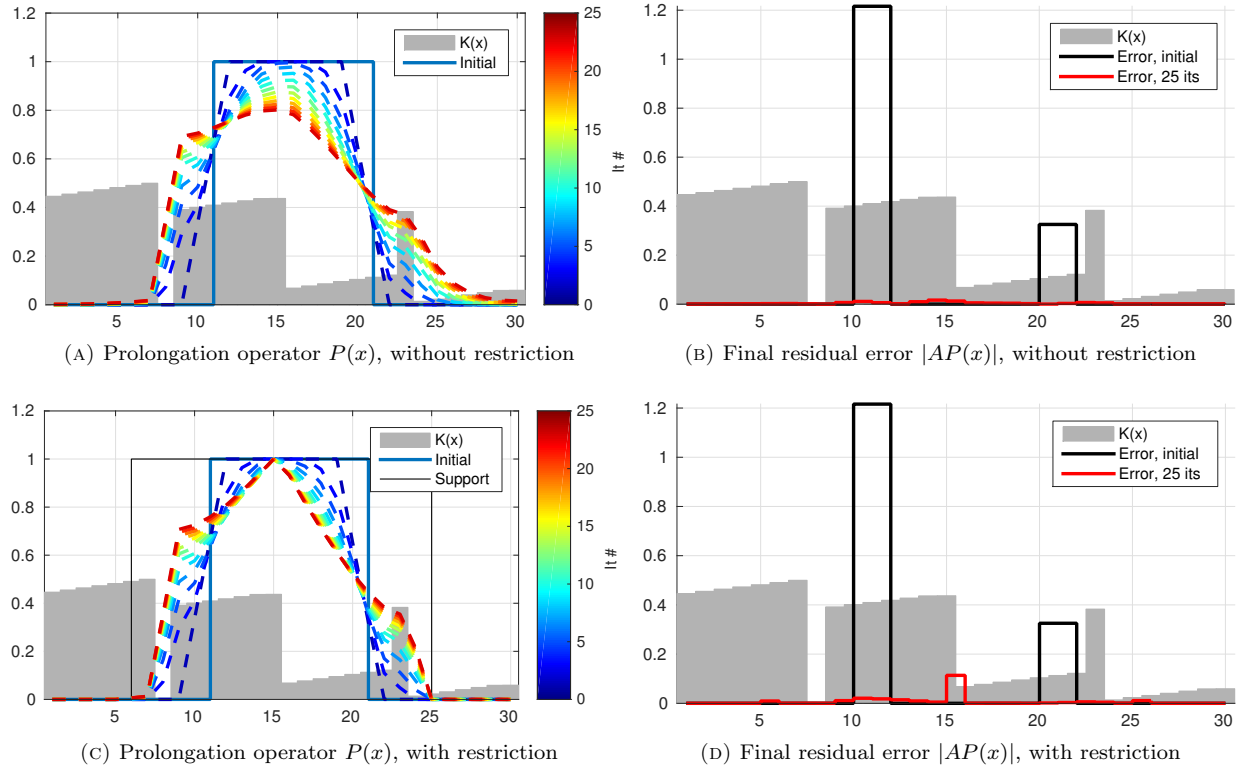 1.2
1
0.8
0.6
0.4
0.2
0
5 10 15 20 25 30
K(x)
Initial
25
20
15
10
5
0
It #
(A) Prolongation operator P(x), without restriction
1.2
1
0.8
0.6
0.4
0.2
0
5 10 15 20 25 30
K(x)
Error, initial
Error, 25 its
(B) Final residual error |AP(x)|, without restriction
1.2
1
0.8
0.6
0.4
0.2
0
5 10 15 20 25 30
K(x)
Initial
Support
25
20
15
10
5
0
It #
(C) Prolongation operator P(x), with restriction
1.2
1
0.8
0.6
0.4
0.2
0
5 10 15 20 25 30
K(x)
Error, initial
Error, 25 its
(D) Final residual error |AP(x)|, with restriction